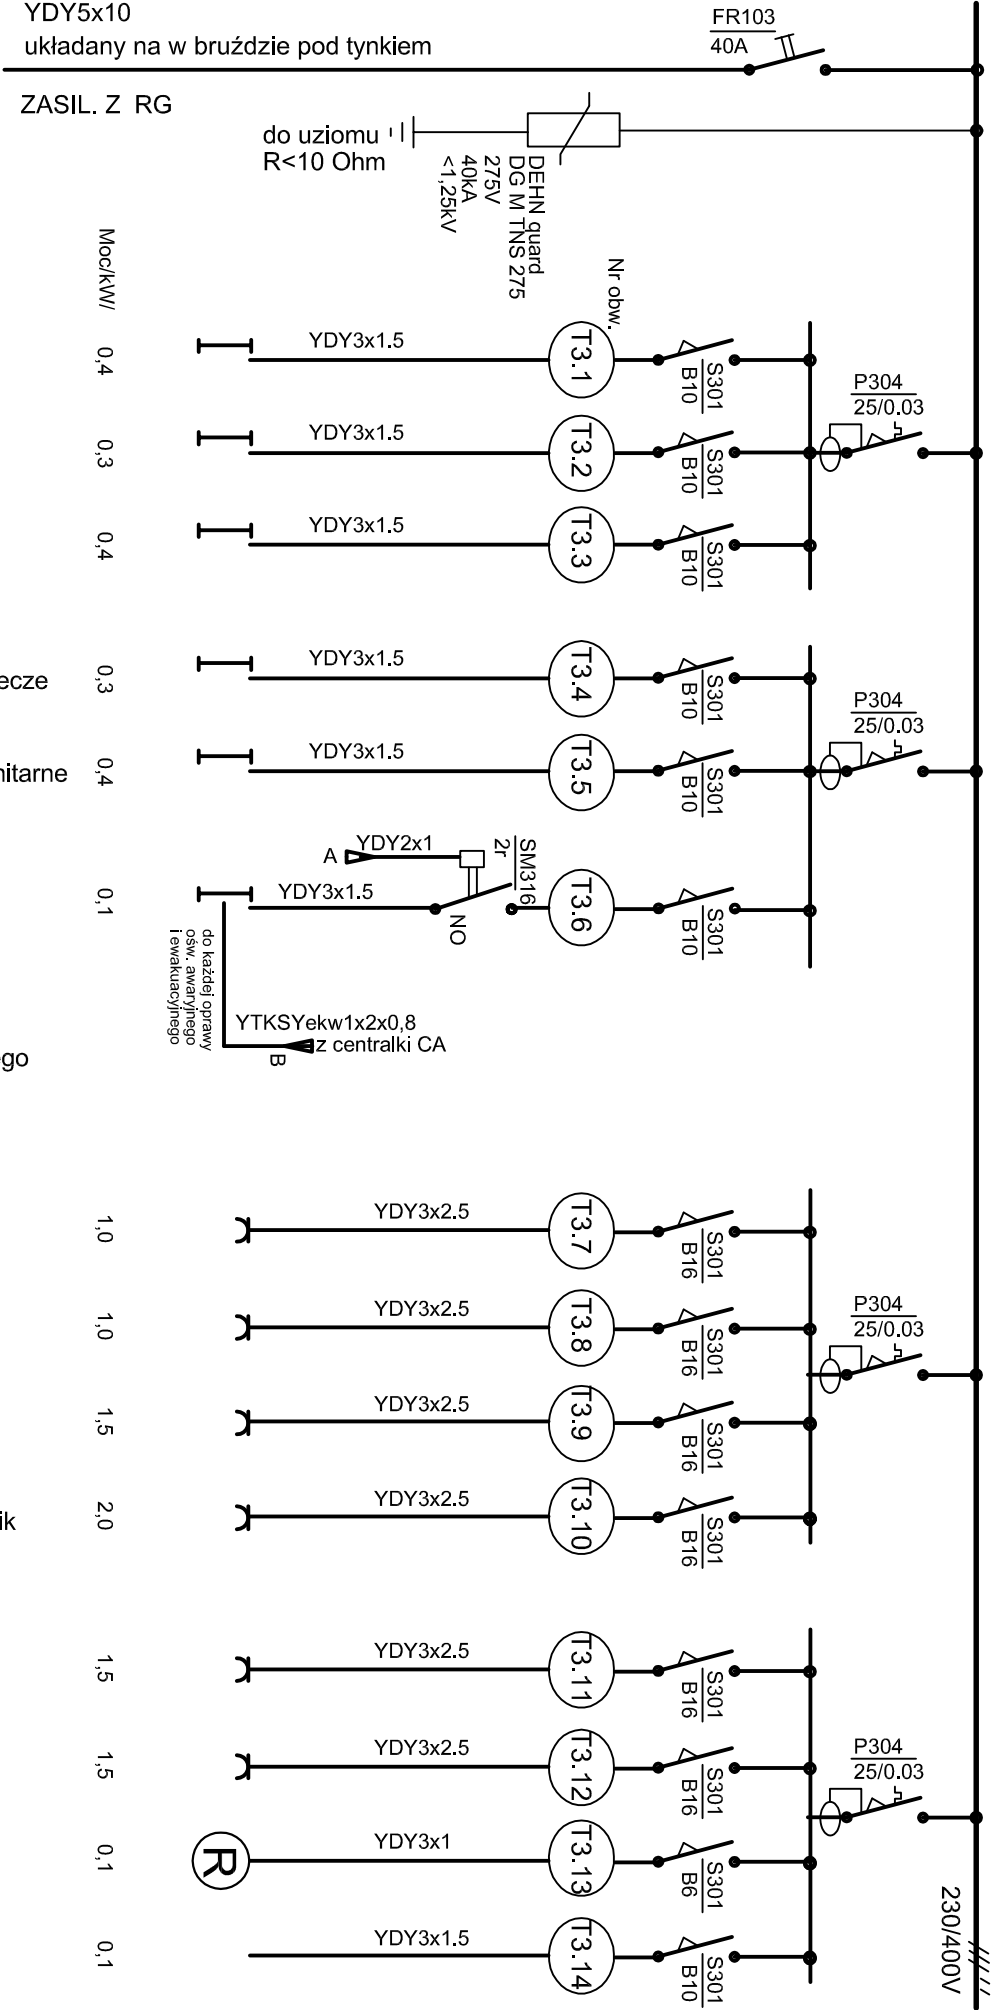 YDY5x10
układany na w bruździe pod tynkiem
FR103
40A
ZASIL. Z RG
do uziomu
R<10 Ohm
DEHN quard
DG M TNS 275
275V
40kA
<1,25kV
Moc/kW/
Nr obw.
0,4
YDY3x1.5
T3.1
S301
B10
P304
25/0.03
0,3
YDY3x1.5
T3.2
S301
B10
0,4
YDY3x1.5
T3.3
S301
B10
ecze
0,3
YDY3x1.5
T3.4
S301
B10
P304
25/0.03
nitarne
0,4
YDY3x1.5
T3.5
S301
B10
A
YDY2x1
SM316
2r
0,1
YDY3x1.5
NO
T3.6
S301
B10
do każdej oprawy
ośw. awaryjnego
i ewakuacyjnego
YTKSYekw1x2x0,8
z centralki CA
B
ego
1,0
YDY3x2.5
T3.7
S301
B16
1,0
YDY3x2.5
T3.8
S301
B16
P304
25/0.03
1,5
YDY3x2.5
T3.9
S301
B16
ik
2,0
YDY3x2.5
T3.10
S301
B16
1,5
YDY3x2.5
T3.11
S301
B16
1,5
YDY3x2.5
T3.12
S301
B16
P304
25/0.03
0,1
R
YDY3x1
T3.13
S301
B6
0,1
YDY3x1.5
T3.14
S301
B10
230/400V